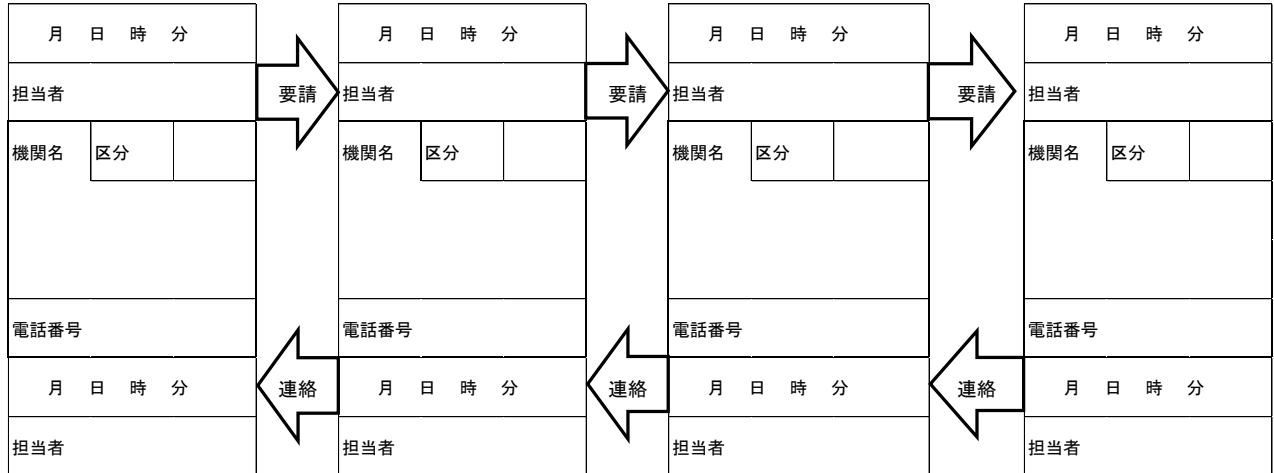 月 日 時 分 月 日 時 分 月 日 時 分 月 日 時 分
担当者 要請 担当者 要請 担当者 要請 担当者
機関名 区分 機関名 区分 機関名 区分 機関名 区分
電話番号 電話番号 電話番号 電話番号
月 日 時 分 連絡 月 日 時 分 連絡 月 日 時 分 連絡 月 日 時 分
担当者 担当者 担当者 担当者